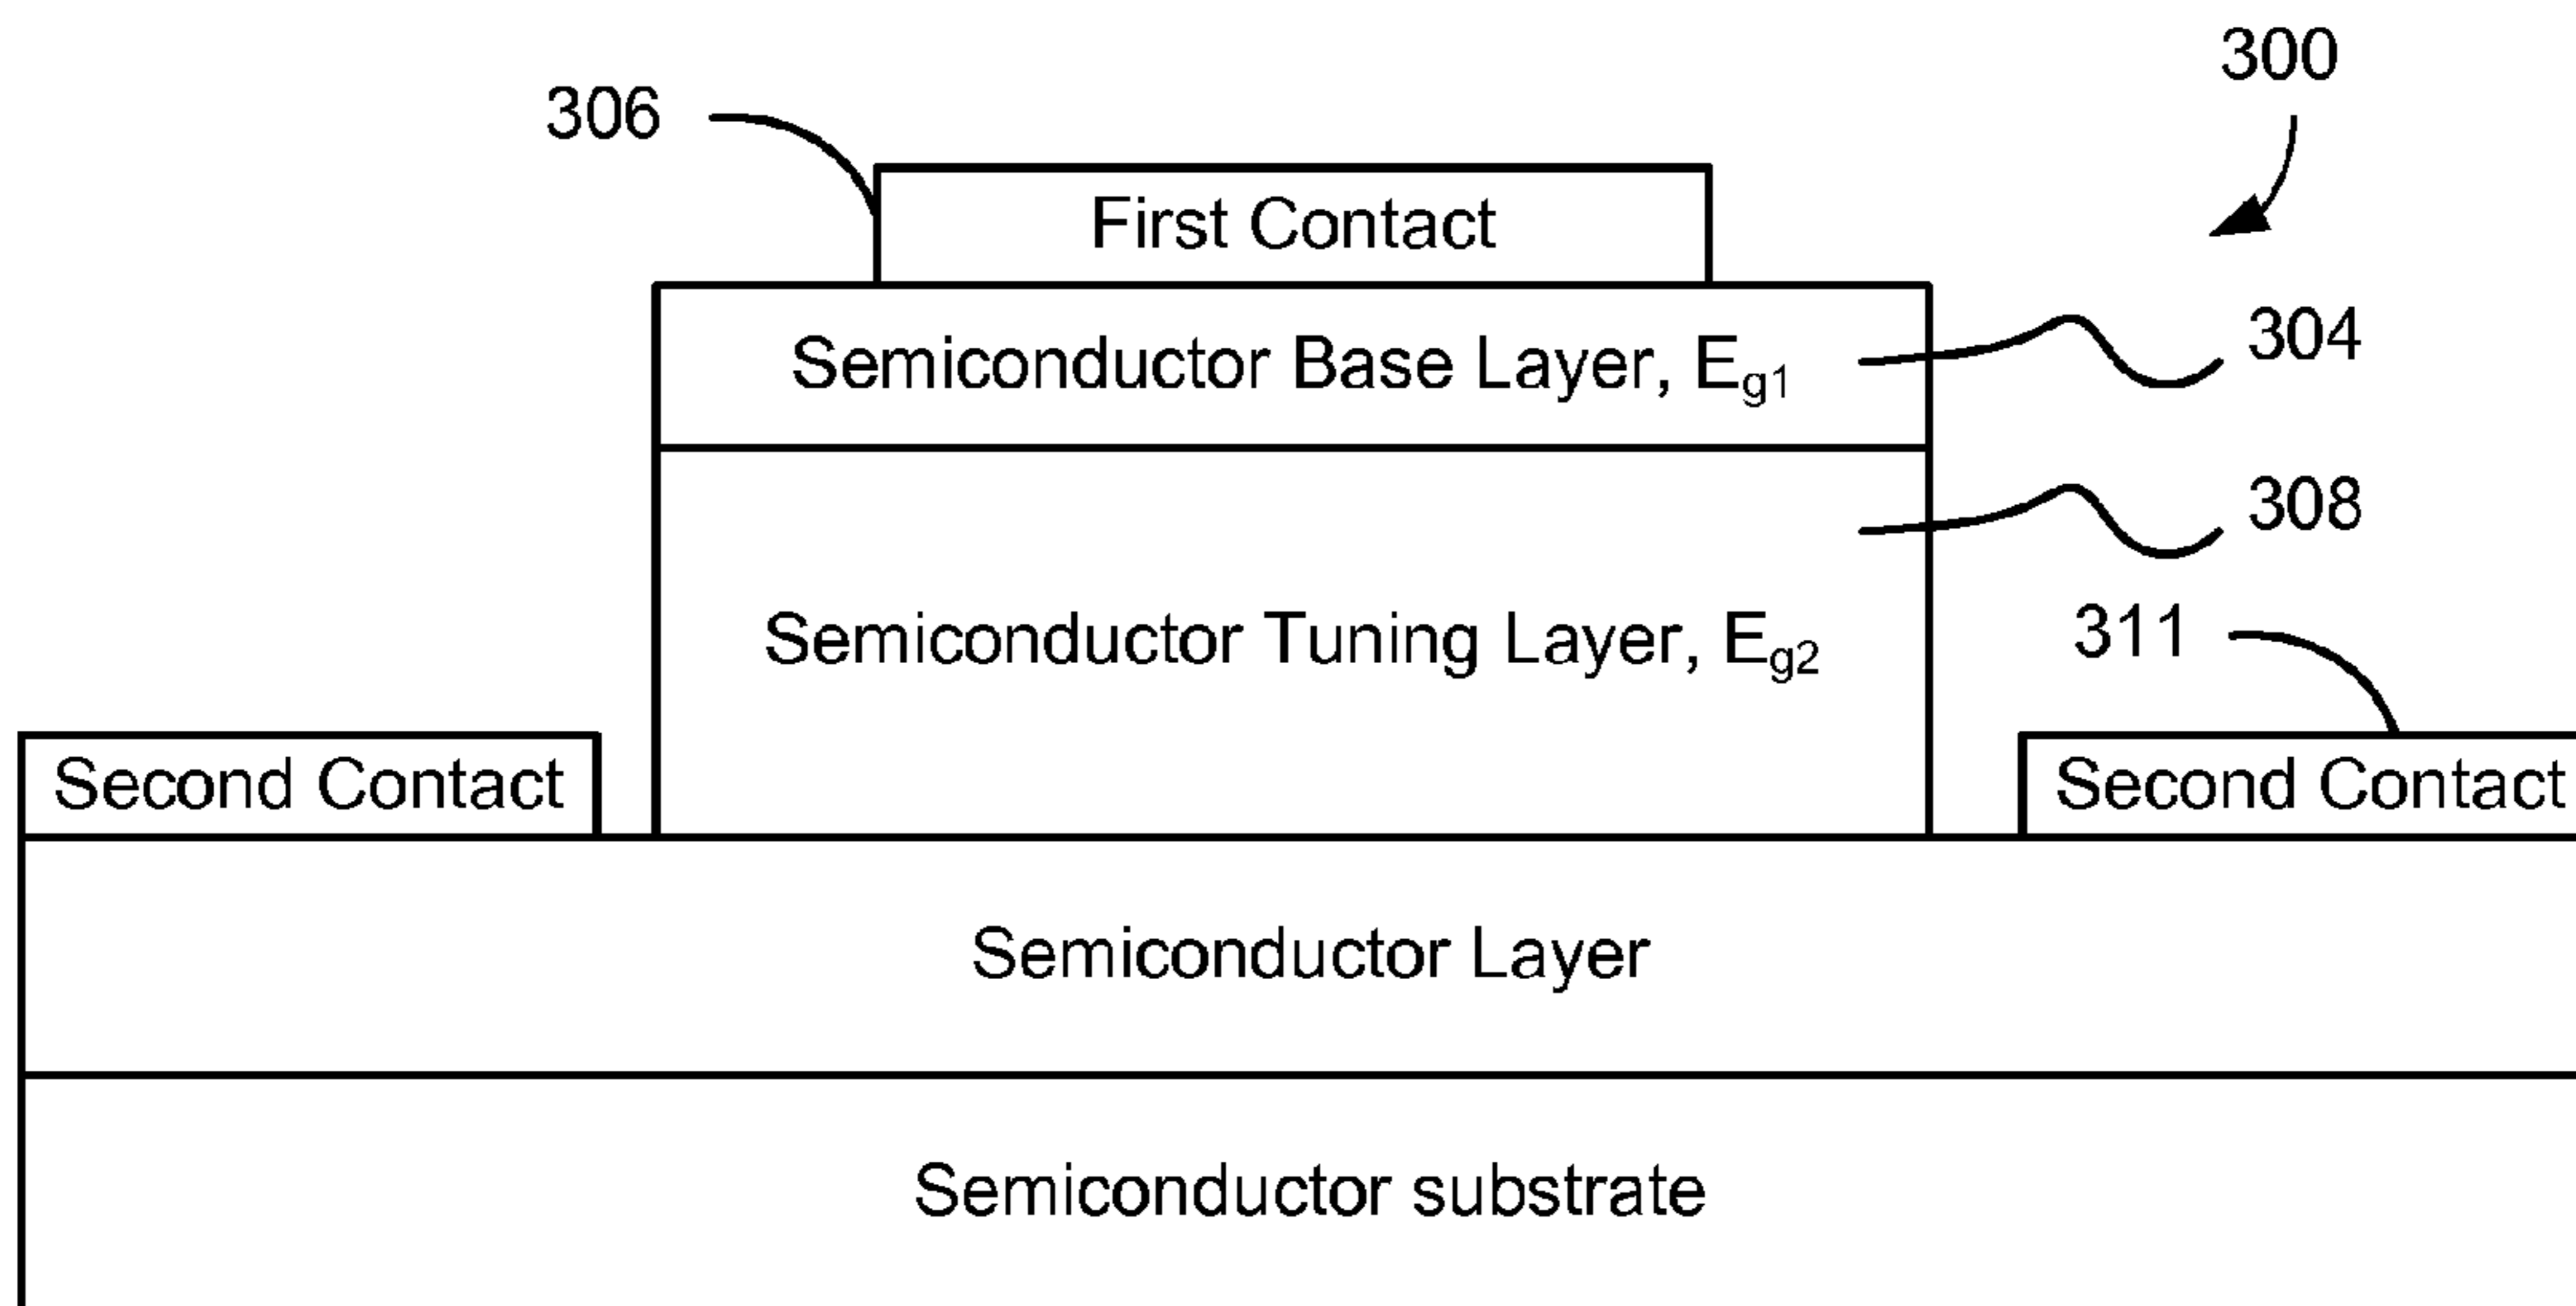 300
306
First Contact
Semiconductor Base Layer, Eg1
304
308
Semiconductor Tuning Layer, Eg2
311
Second Contact
Second Contact
Semiconductor Layer
Semiconductor substrate